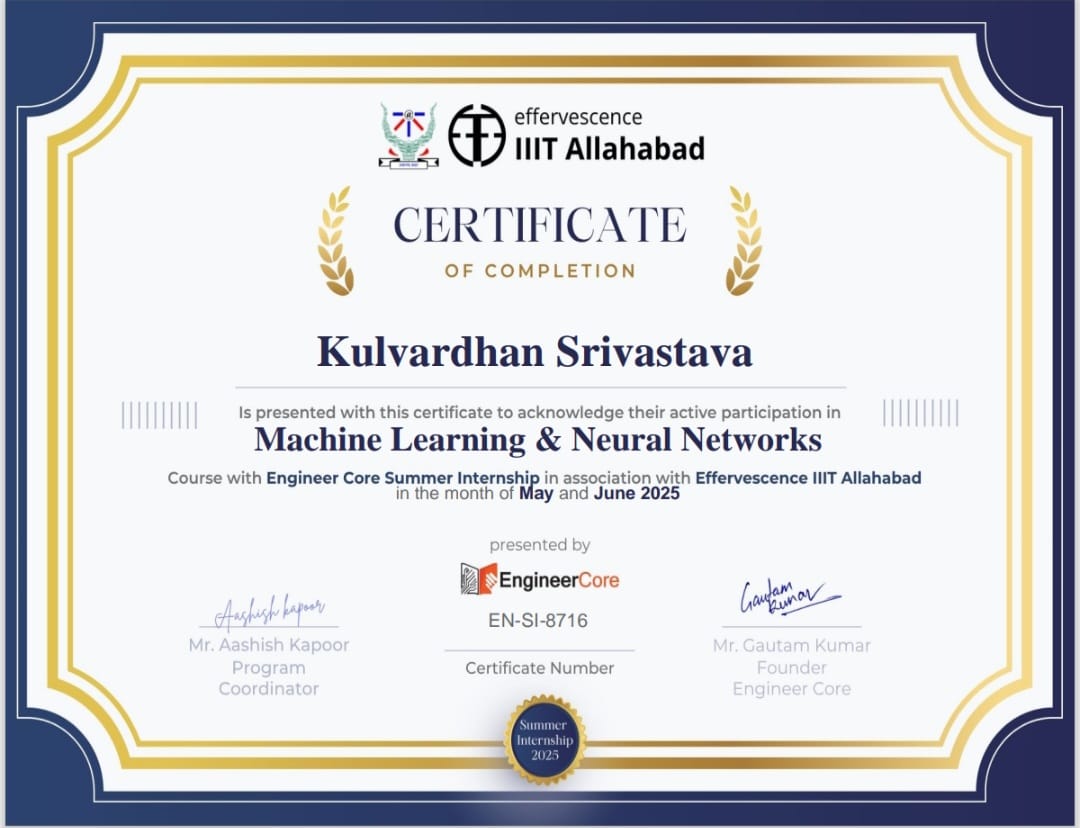 effervescence
IIIT Allahabad
CERTIFICATE
OF COMPLETION
Kulvardhan Srivastava
Is presented with this certificate to acknowledge their active participation in
Machine Learning & Neural Networks
Course with Engineer Core Summer Internship in association with Effervescence IIIT Allahabad
in the month of May and June 2025
presented by
EngineerCore
EN-SI-8716
Certificate Number
Aashish kapoor
Mr. Aashish Kapoor
Program
Coordinator
Gautam
Kumar
Mr. Gautam Kumar
Founder
Engineer Core
Summer
Internship
2025